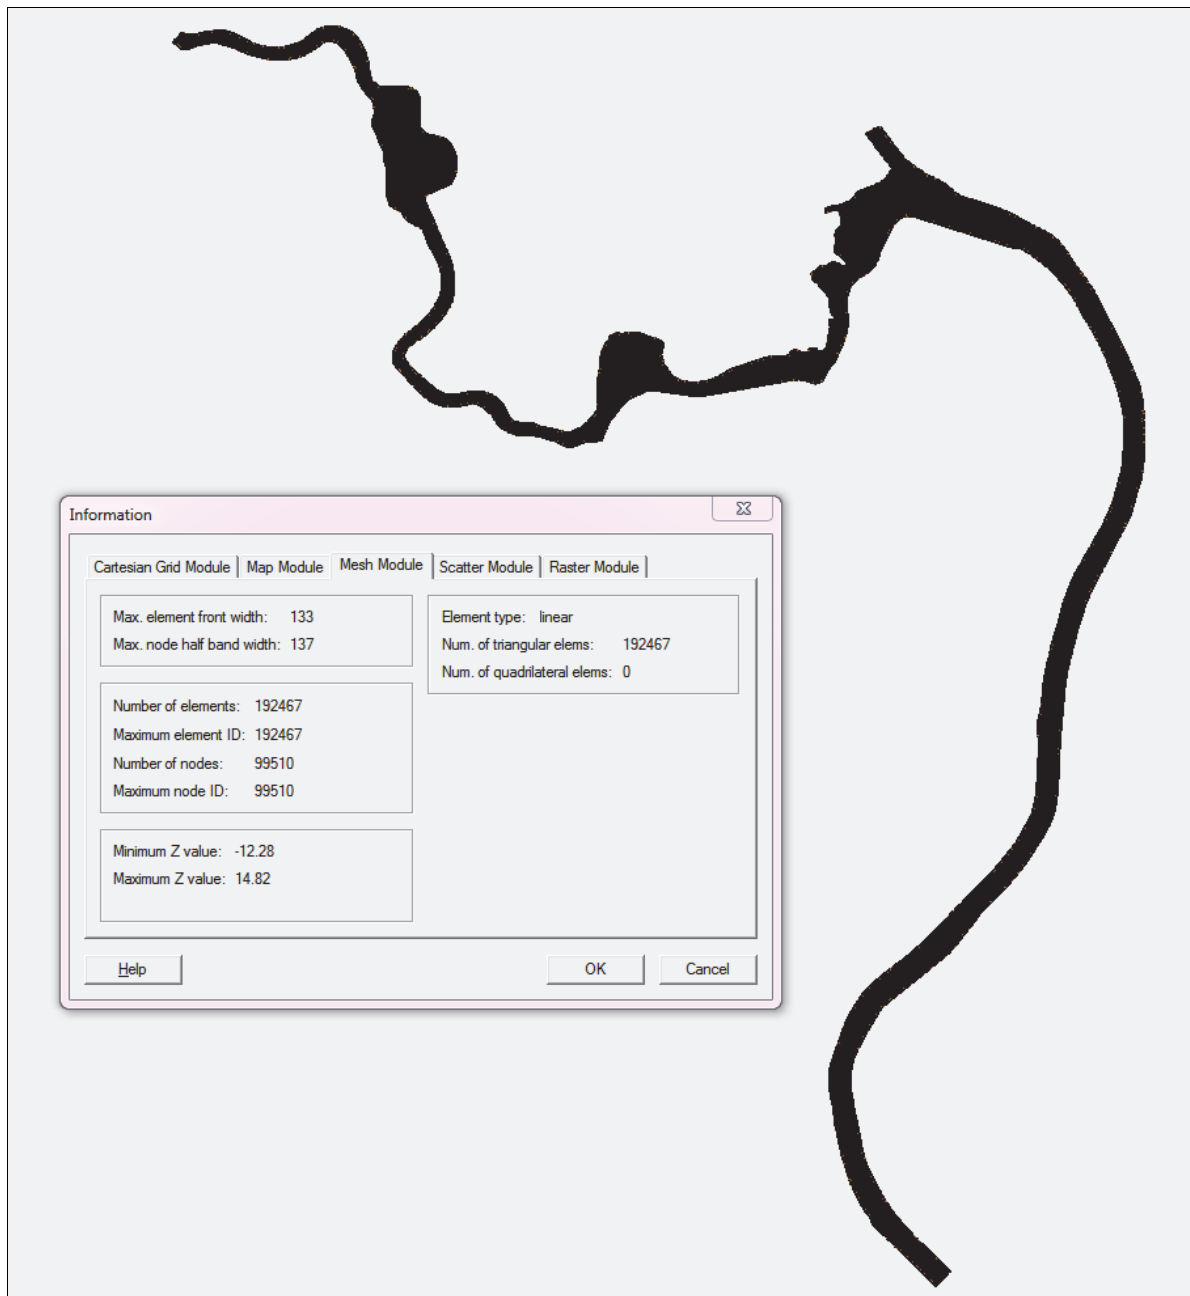 Information
Cartesian Grid Module Map Module Mesh Module Scatter Module Raster Module
Max. element front width: 133
Max. node half band width: 137
Number of elements: 192467
Maximum element ID: 192467
Number of nodes: 99510
Maximum node ID: 99510
Minimum Z value: -12.28
Maximum Z value: 14.82
Element type: linear
Num. of triangular elems: 192467
Num. of quadrilateral elems: 0
Help OK Cancel